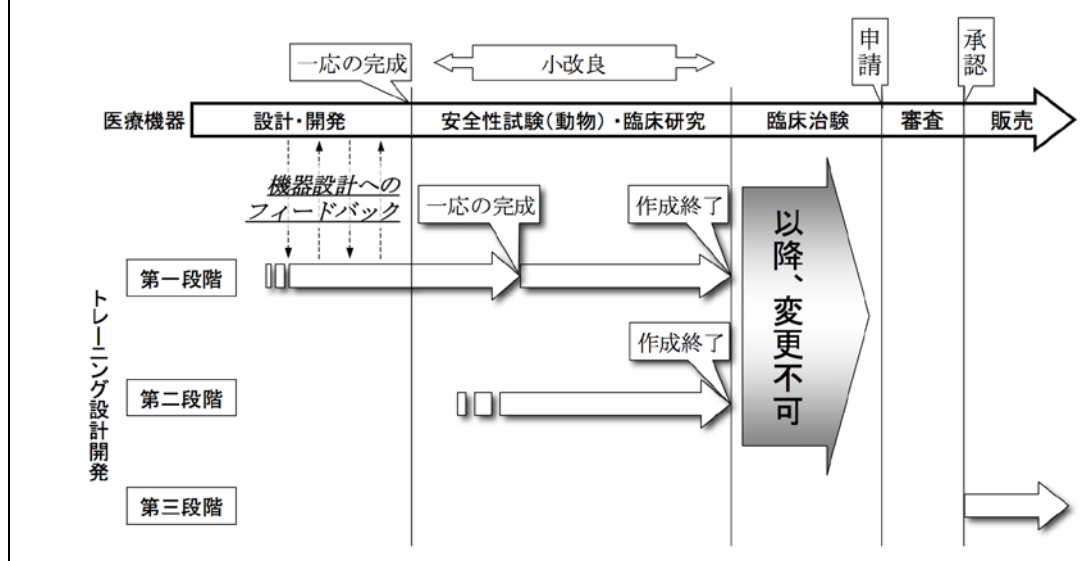 一応の完成
小改良
申請
承認
医療機器
設計・開発
安全性試験(動物)・臨床研究
臨床治験
審査
販売
機器設計への
フィードバック
一応の完成
作成終了
以降、変更不可
トレーニング設計開発
第一段階
作成終了
第二段階
第三段階